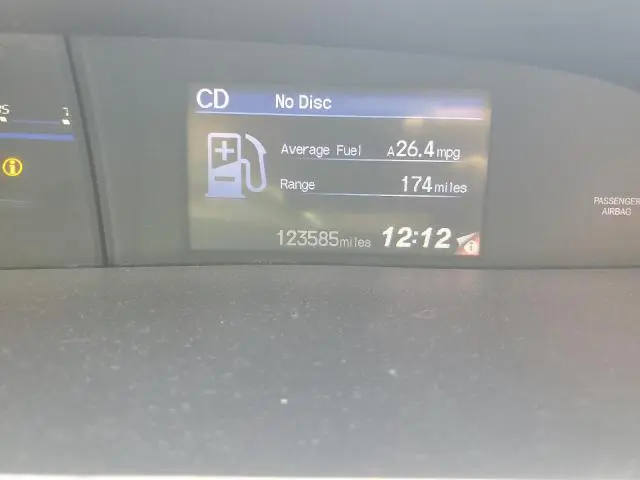 CD No Disc
Average Fuel A26.4mpg
Range 174miles
123585miles 12:12
PASSENGER
AIRBAG